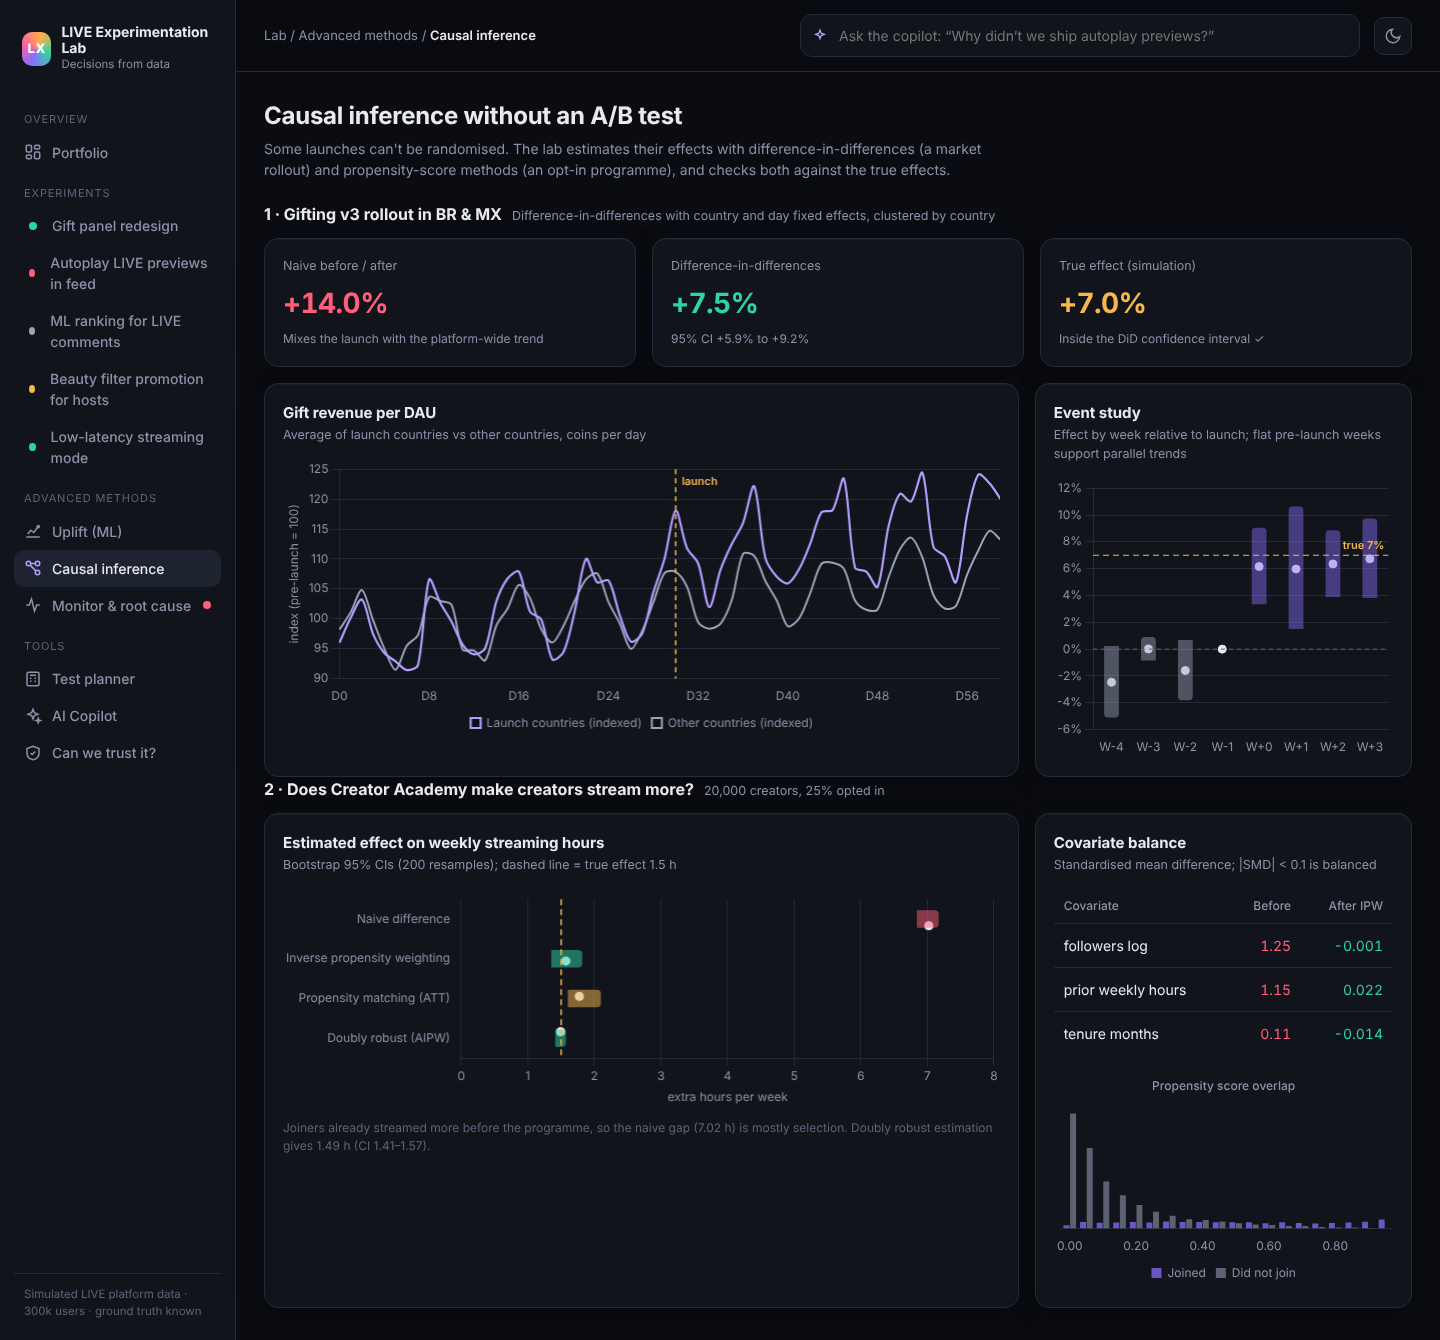 LX
LIVE Experimentation
Lab
Decisions from data
OVERVIEW
Portfolio
EXPERIMENTS
Gift panel redesign
Autoplay LIVE previews
in feed
ML ranking for LIVE
comments
Beauty filter promotion
for hosts
Low-latency streaming
mode
ADVANCED METHODS
Uplift (ML)
Causal inference
Monitor & root cause
TOOLS
Test planner
AI Copilot
Can we trust it?
Simulated LIVE platform data ·
300k users · ground truth known
Lab / Advanced methods / Causal inference
Ask the copilot: “Why didn’t we ship autoplay previews?”
Causal inference without an A/B test
Some launches can't be randomised. The lab estimates their effects with difference-in-differences (a market
rollout) and propensity-score methods (an opt-in programme), and checks both against the true effects.
1 · Gifting v3 rollout in BR & MX Difference-in-differences with country and day fixed effects, clustered by country
Naive before / after
+14.0%
Mixes the launch with the platform-wide trend
Difference-in-differences
+7.5%
95% CI +5.9% to +9.2%
True effect (simulation)
+7.0%
Inside the DiD confidence interval ✓
Gift revenue per DAU
Average of launch countries vs other countries, coins per day
index (pre-launch = 100)
125
120
115
110
105
100
95
90
launch
D0 D8 D16 D24 D32 D40 D48 D56
Launch countries (indexed) Other countries (indexed)
Event study
Effect by week relative to launch; flat pre-launch weeks
support parallel trends
12%
10%
8%
6%
4%
2%
0%
-2%
-4%
-6%
true 7%
W-4 W-3 W-2 W-1 W+0 W+1 W+2 W+3
2 · Does Creator Academy make creators stream more? 20,000 creators, 25% opted in
Estimated effect on weekly streaming hours
Bootstrap 95% CIs (200 resamples); dashed line = true effect 1.5 h
Naive difference
Inverse propensity weighting
Propensity matching (ATT)
Doubly robust (AIPW)
0 1 2 3 4 5 6 7 8
extra hours per week
Joiners already streamed more before the programme, so the naive gap (7.02 h) is mostly selection. Doubly robust estimation
gives 1.49 h (CI 1.41–1.57).
Covariate balance
Standardised mean difference; |SMD| < 0.1 is balanced
Covariate Before After IPW
followers log 1.25 -0.001
prior weekly hours 1.15 0.022
tenure months 0.11 -0.014
Propensity score overlap
0.00 0.20 0.40 0.60 0.80
Joined Did not join